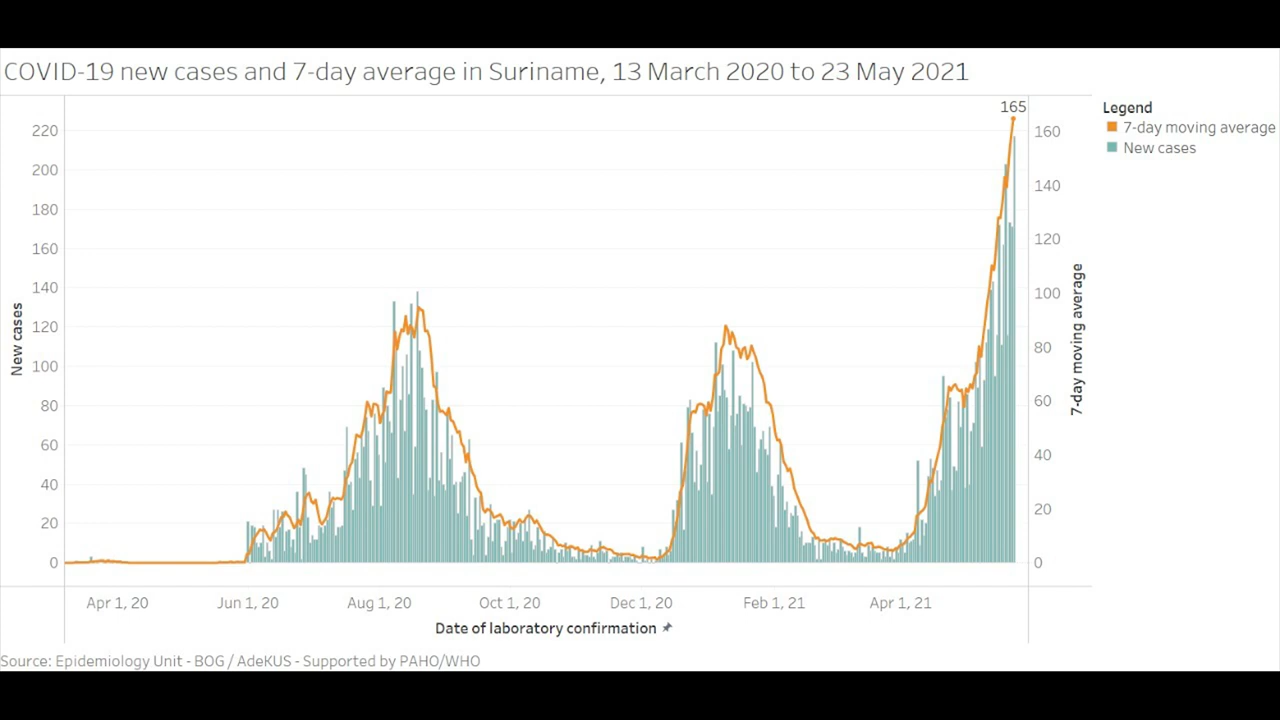 COVID-19 new cases and 7-day average in Suriname, 13 March 2020 to 23 May 2021
165
Legend
7-day moving average
New cases
220
200
180
160
140
120
100
80
60
40
20
0
New cases
160
140
120
100
80
60
40
20
0
7-day moving average
Apr 1, 20
Jun 1, 20
Aug 1, 20
Oct 1, 20
Dec 1, 20
Feb 1, 21
Apr 1, 21
Date of laboratory confirmation
Source: Epidemiology Unit - BOG / AdeKUS - Supported by PAHO/WHO